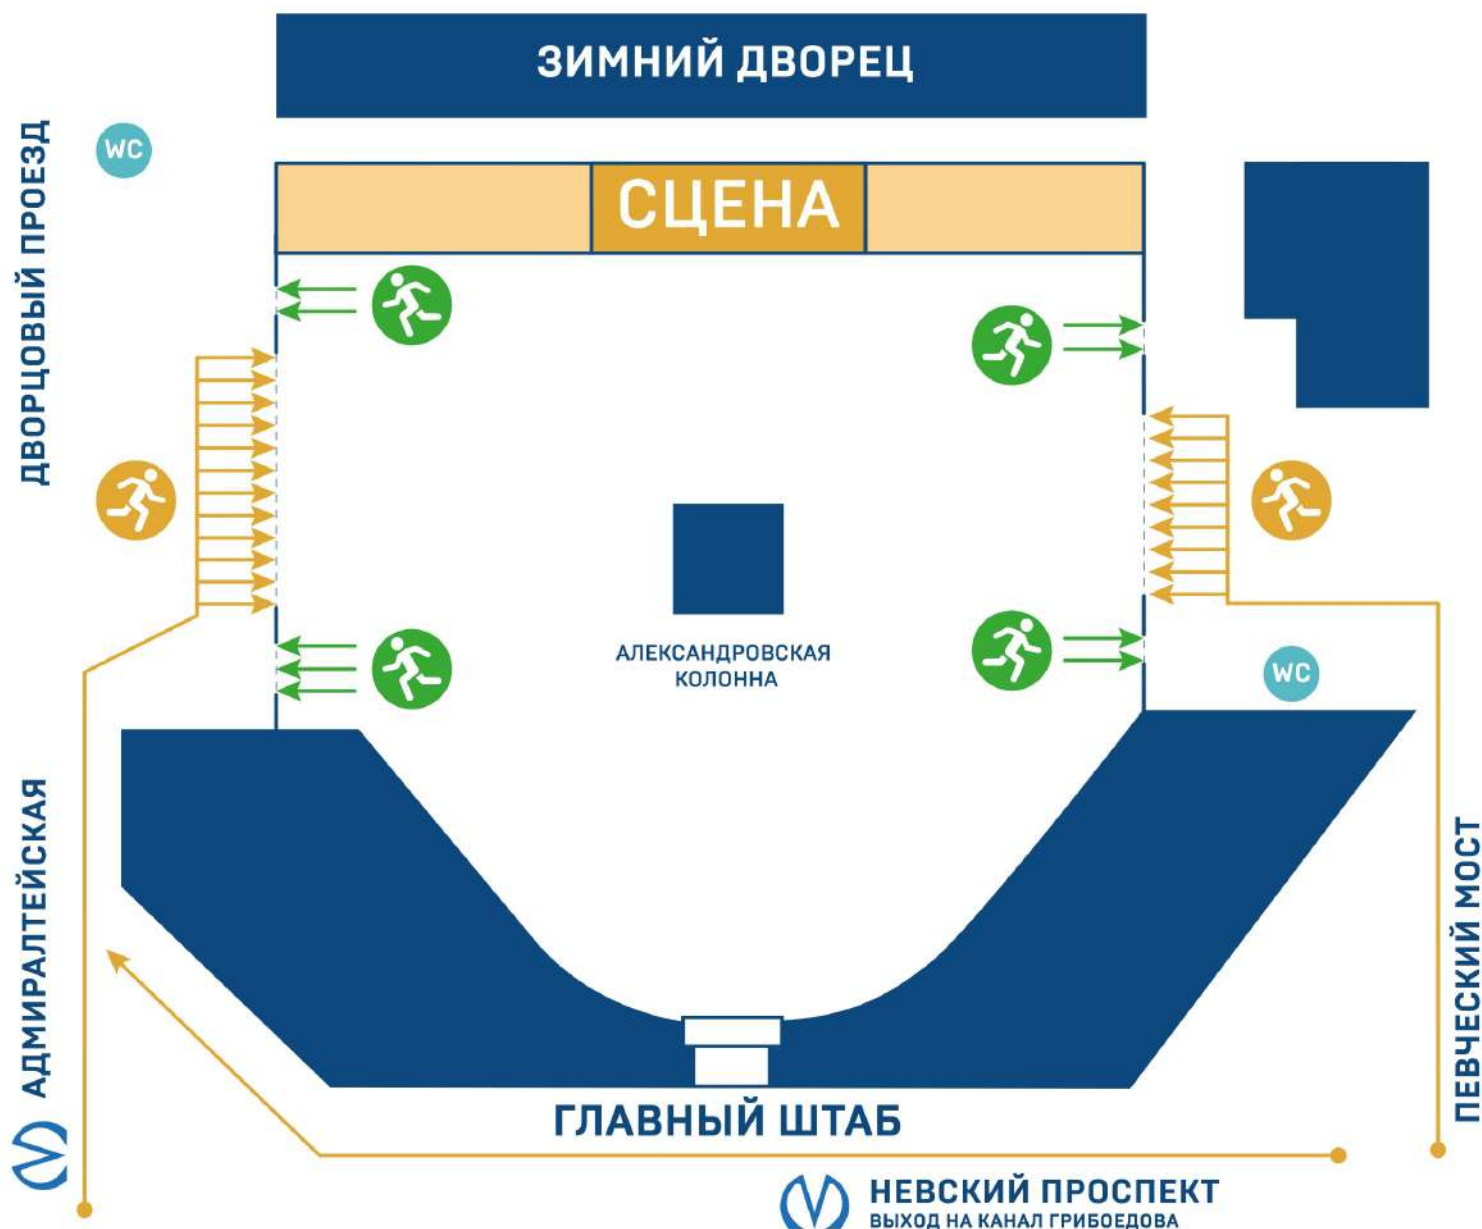 ЗИМНИЙ ДВОРЕЦ
WC
ДВОРЦОВЫЙ ПРОЕЗД
СЦЕНА
АЛЕКСАНДРОВСКАЯ
КОЛОННА
WC
АДМИРАЛТЕЙСКАЯ
ПЕВЧЕСКИЙ МОСТ
ГЛАВНЫЙ ШТАБ
НЕВСКИЙ ПРОСПЕКТ
ВЫХОД НА КАНАЛ ГРИБОЕДОВА